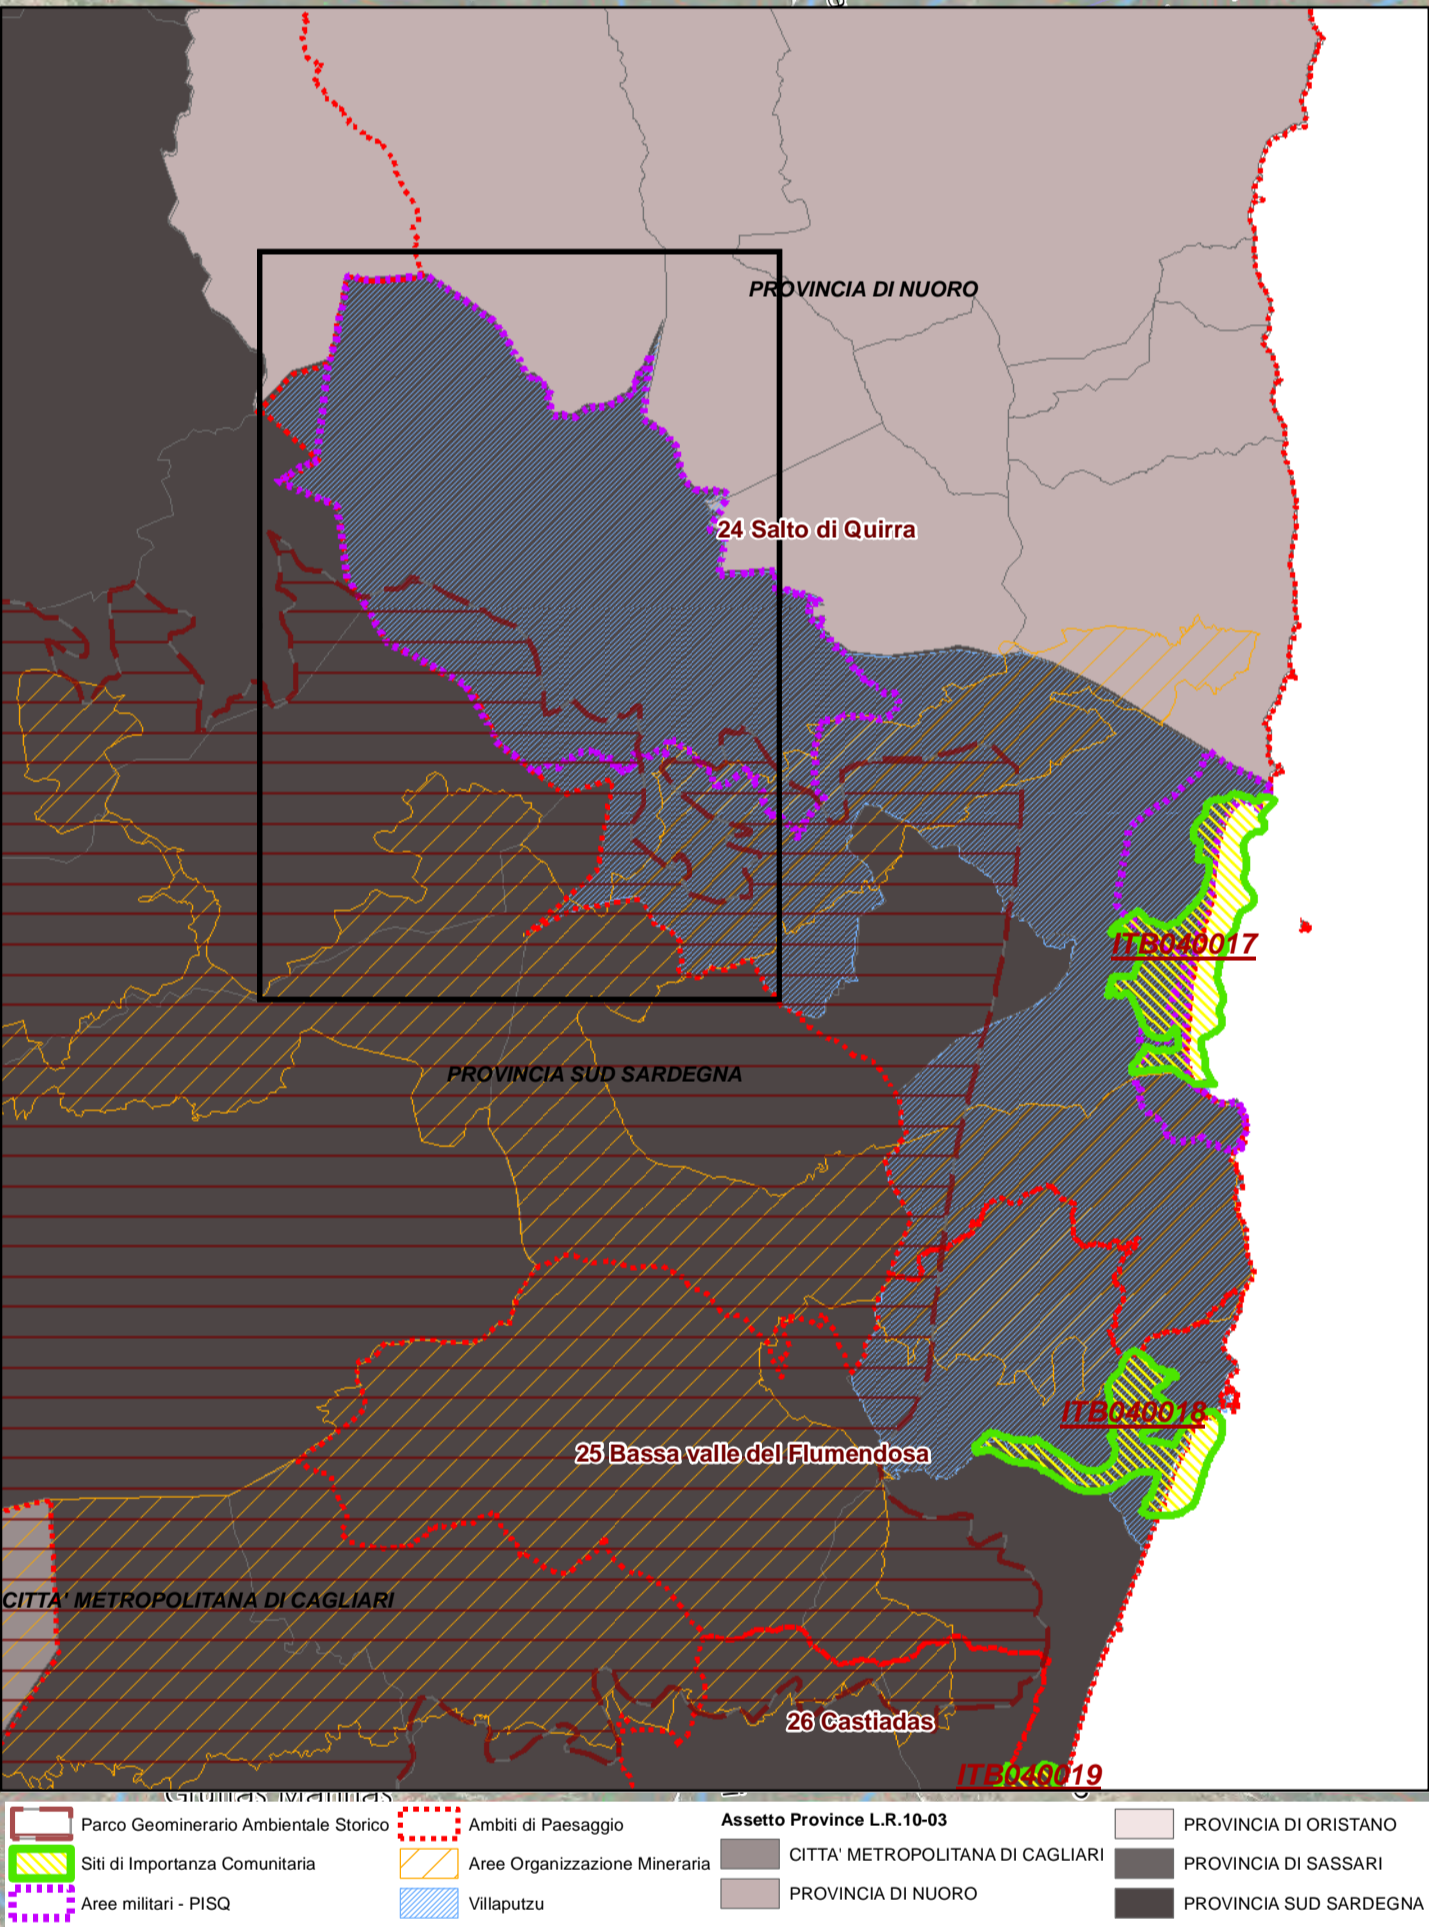 PROVINCIA DI NUORO
24 Salto di Quirra
ITB040017
PROVINCIA SUD SARDEGNA
ITB040018
25 Bassa valle del Flumendosa
CITTA' METROPOLITANA DI CAGLIARI
26 Castiadas
ITB040019
Parco Geominerario Ambientale Storico
Siti di Importanza Comunitaria
Aree militari - PISQ
Ambiti di Paesaggio
Aree Organizzazione Mineraria
Villaputzu
Assetto Province L.R.10-03
CITTA' METROPOLITANA DI CAGLIARI
PROVINCIA DI NUORO
PROVINCIA DI ORISTANO
PROVINCIA DI SASSARI
PROVINCIA SUD SARDEGNA